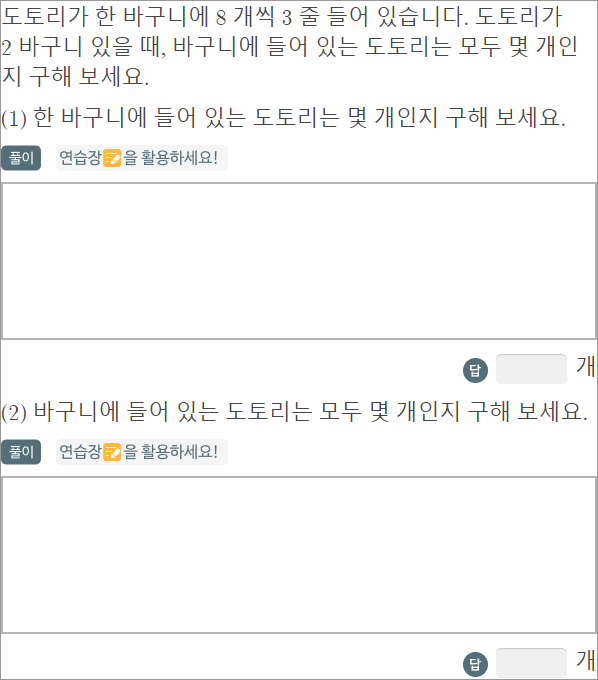 도토리가 한 바구니에 8 개씩 3 줄 들어 있습니다. 도토리가
2 바구니 있을 때, 바구니에 들어 있는 도토리는 모두 몇 개인
지 구해 보세요.
(1) 한 바구니에 들어 있는 도토리는 몇 개인지 구해 보세요.
풀이 연습장을 활용하세요!
답 개
(2) 바구니에 들어 있는 도토리는 모두 몇 개인지 구해 보세요.
풀이 연습장을 활용하세요!
답 개